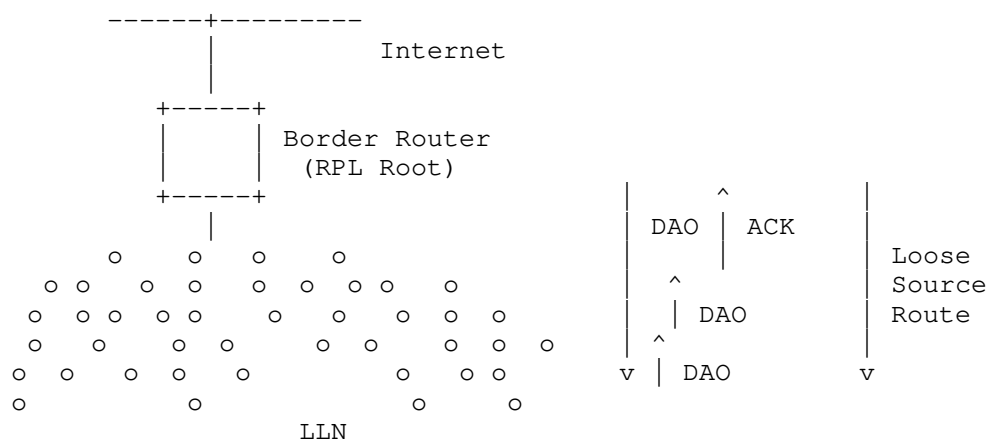 Internet
Border Router
(RPL Root)
DAO ACK
Loose
Source
DAO Route
DAO
LLN